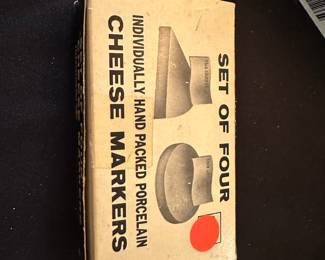 SET OF FOUR
INDIVIDUALLY HAND PACKED PORCELAIN
CHEESE MARKERS